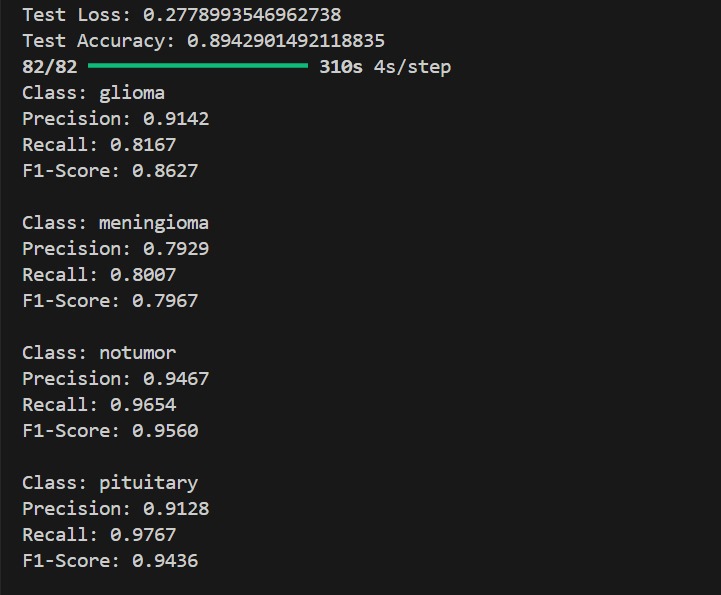 Test Loss: 0.2778993546962738
Test Accuracy: 0.8942901492118835
82/82 310s 4s/step
Class: glioma
Precision: 0.9142
Recall: 0.8167
F1-Score: 0.8627
Class: meningioma
Precision: 0.7929
Recall: 0.8007
F1-Score: 0.7967
Class: notumor
Precision: 0.9467
Recall: 0.9654
F1-Score: 0.9560
Class: pituitary
Precision: 0.9128
Recall: 0.9767
F1-Score: 0.9436